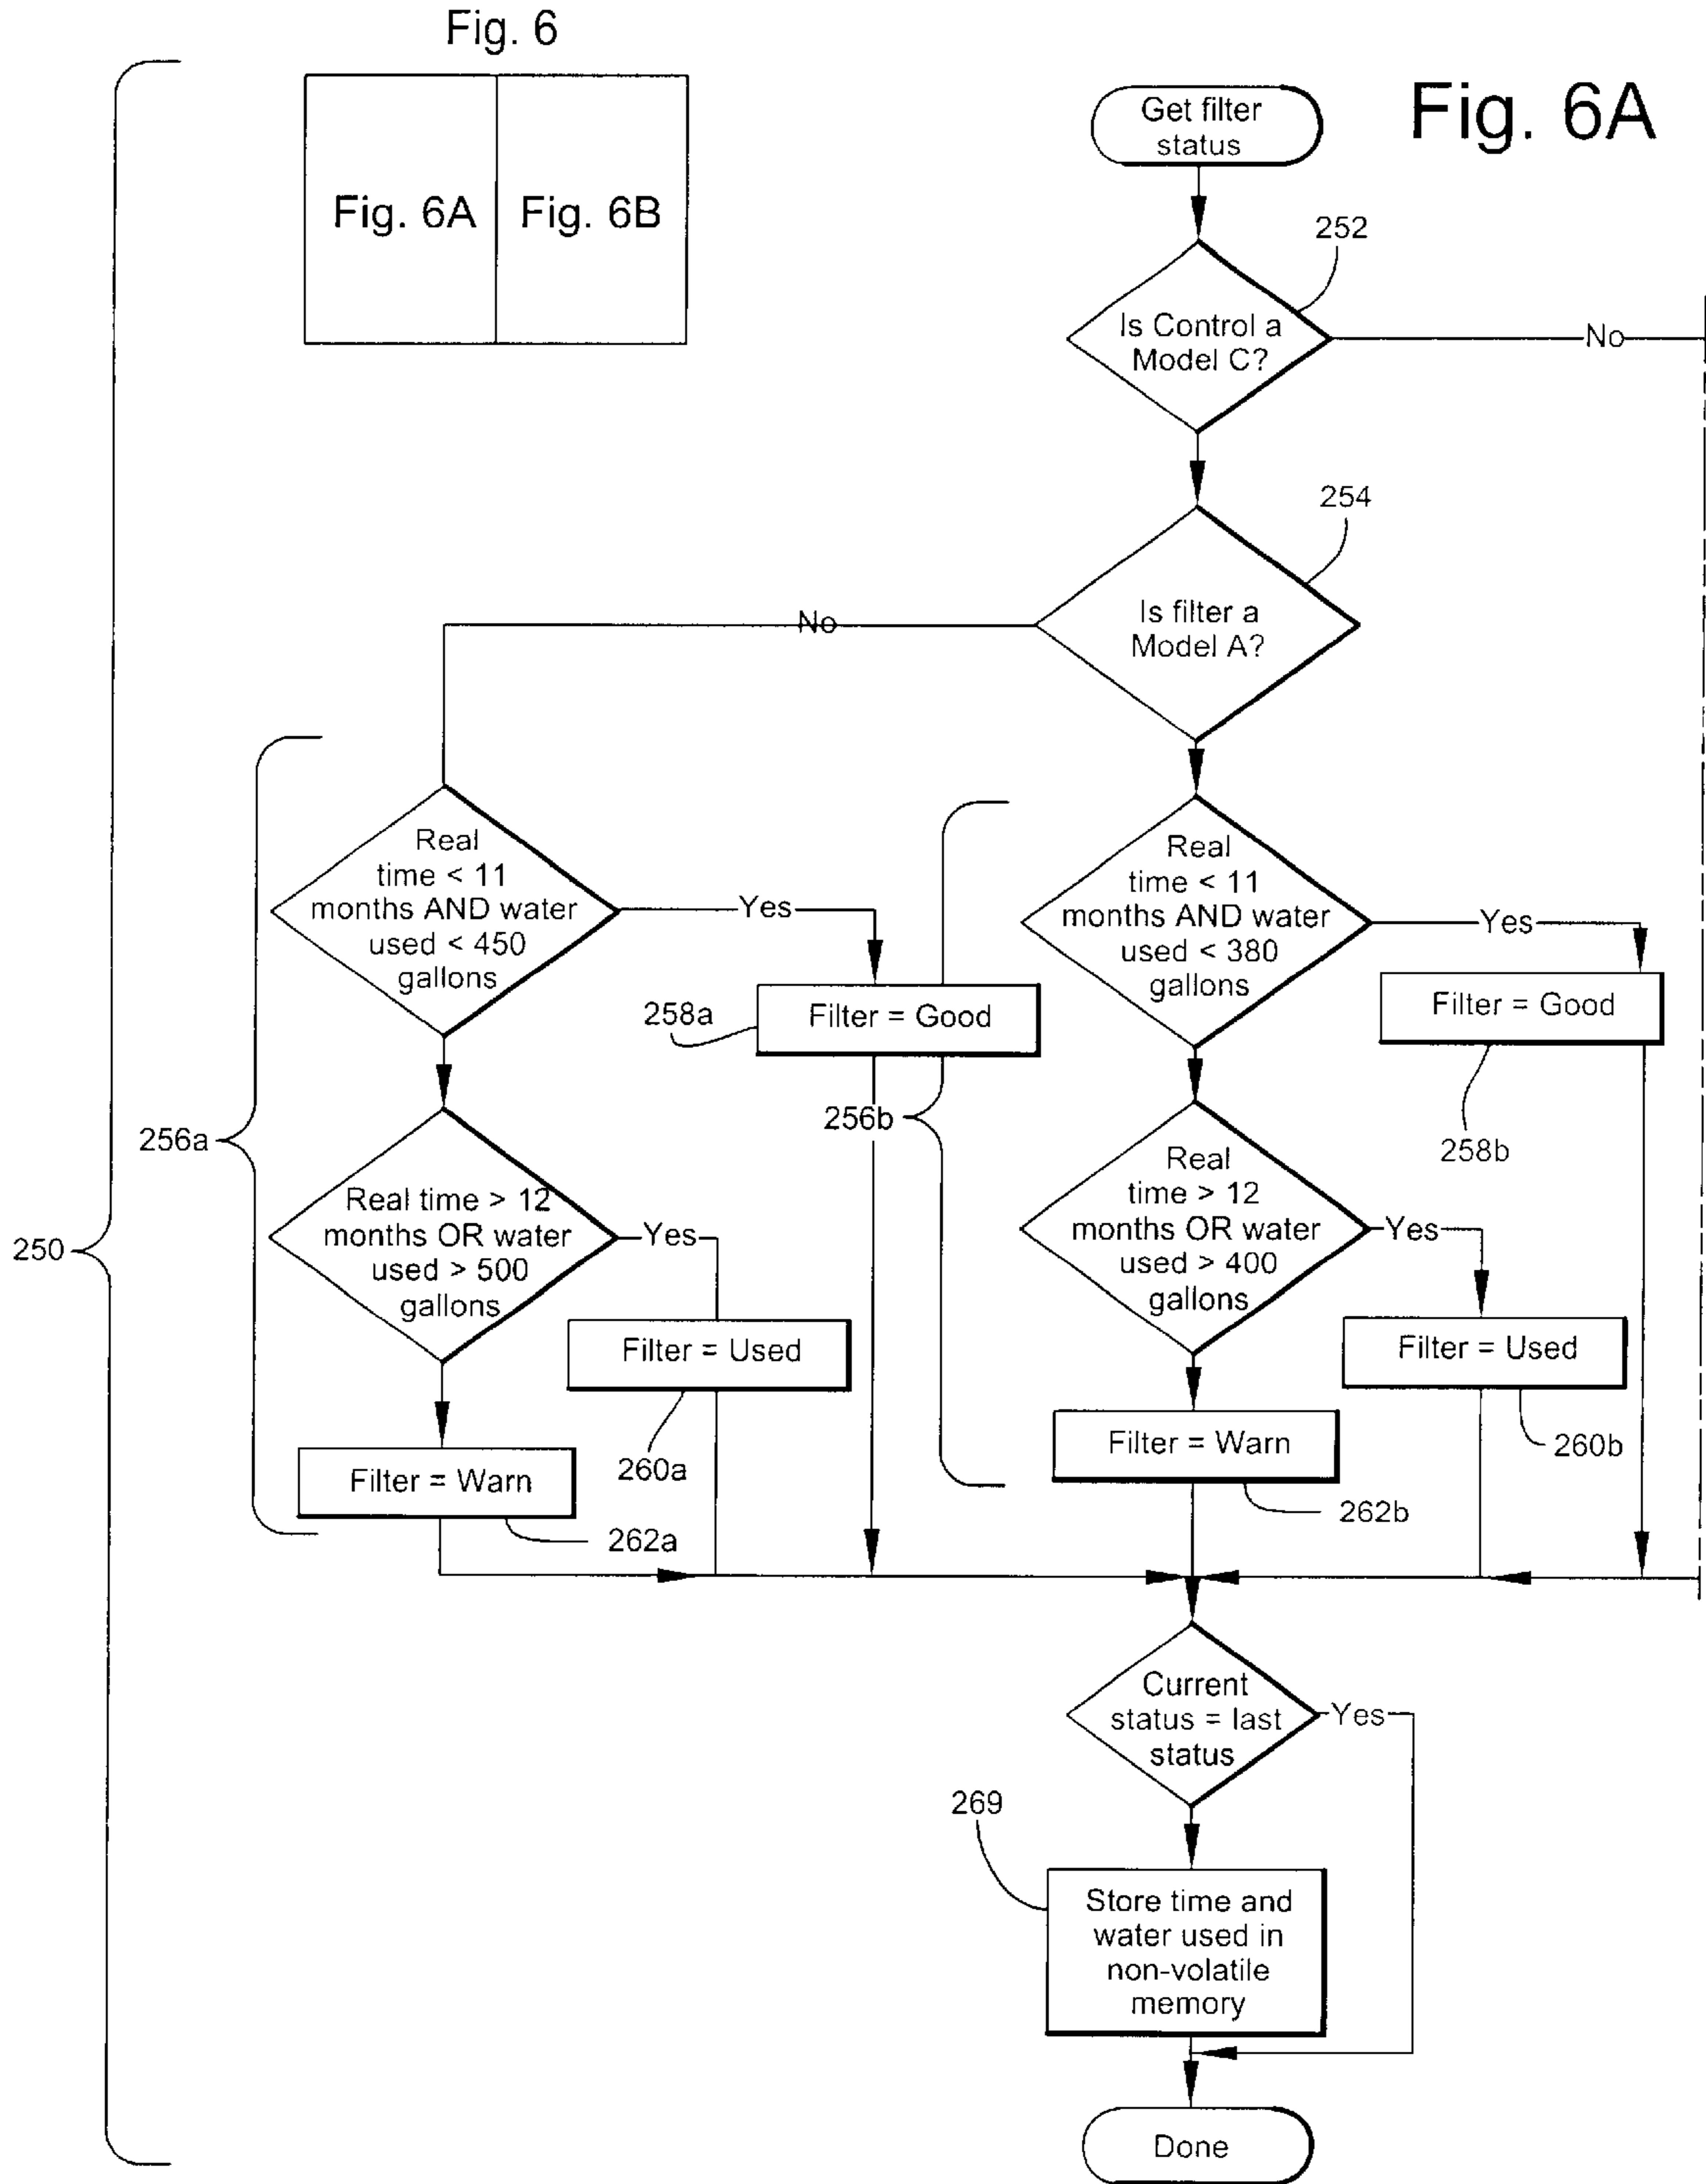 Fig. 6
Fig. 6A
Fig. 6B
Fig. 6A
Get filter
status
252
Is Control a
Model C?
No
254
Is filter a
Model A?
No
Real
time < 11
months AND water
used < 450
gallons
Yes
258a
Filter = Good
Real
time < 11
months AND water
used < 380
gallons
Yes
Filter = Good
258b
256a
256b
250
Real time > 12
months OR water
used > 500
gallons
Yes
Filter = Used
260a
Filter = Warn
262a
Real
time > 12
months OR water
used > 400
gallons
Yes
Filter = Used
260b
Filter = Warn
262b
Current
status = last
status
Yes
269
Store time and
water used in
non-volatile
memory
Done